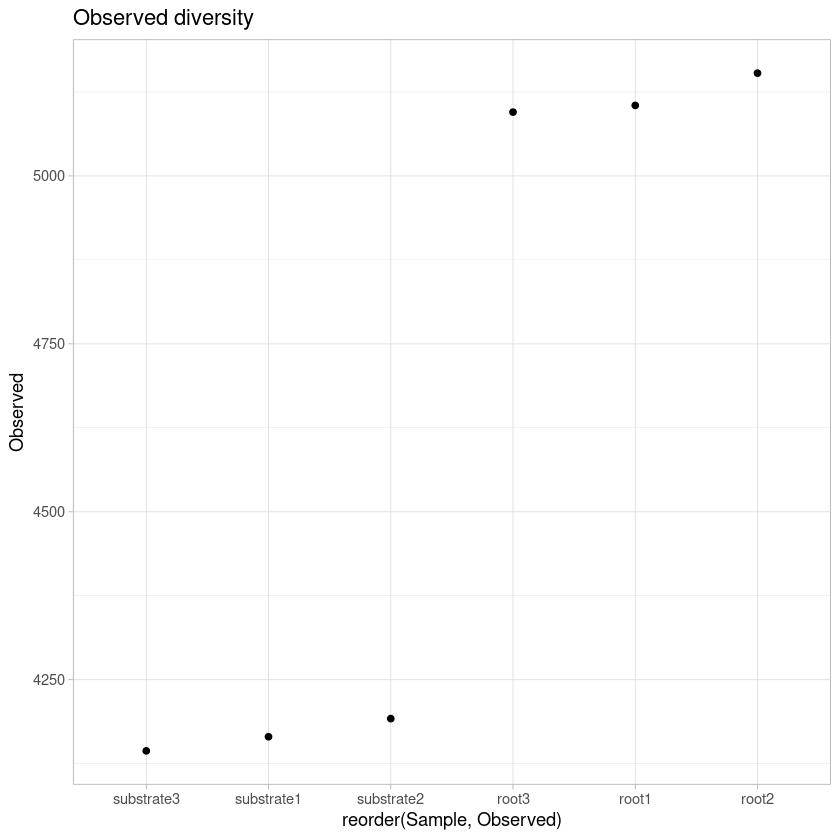 Observed diversity
5000
4750
4500
4250
Observed
substrate3 substrate1 substrate2 root3 root1 root2
reorder(Sample, Observed)